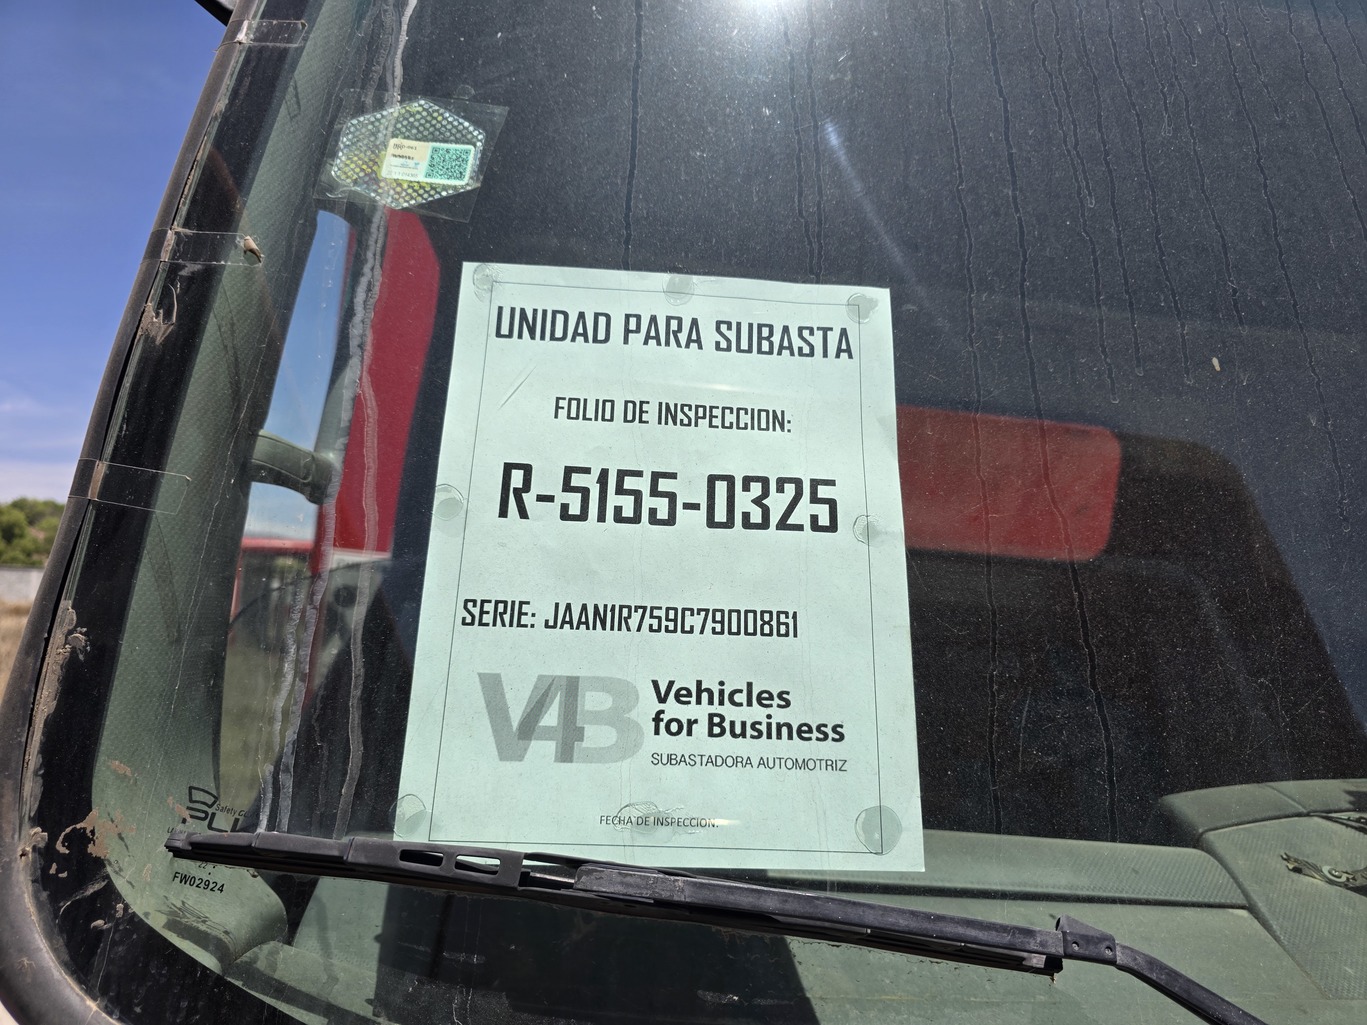 UNIDAD PARA SUBASTA
FOLIO DE INSPECCION:
R-5155-0325
SERIE: JAAN1R759C7900861
V4B Vehicles
for Business
SUBASTADORA AUTOMOTRIZ
FECHA DE INSPECCION:
FW02924